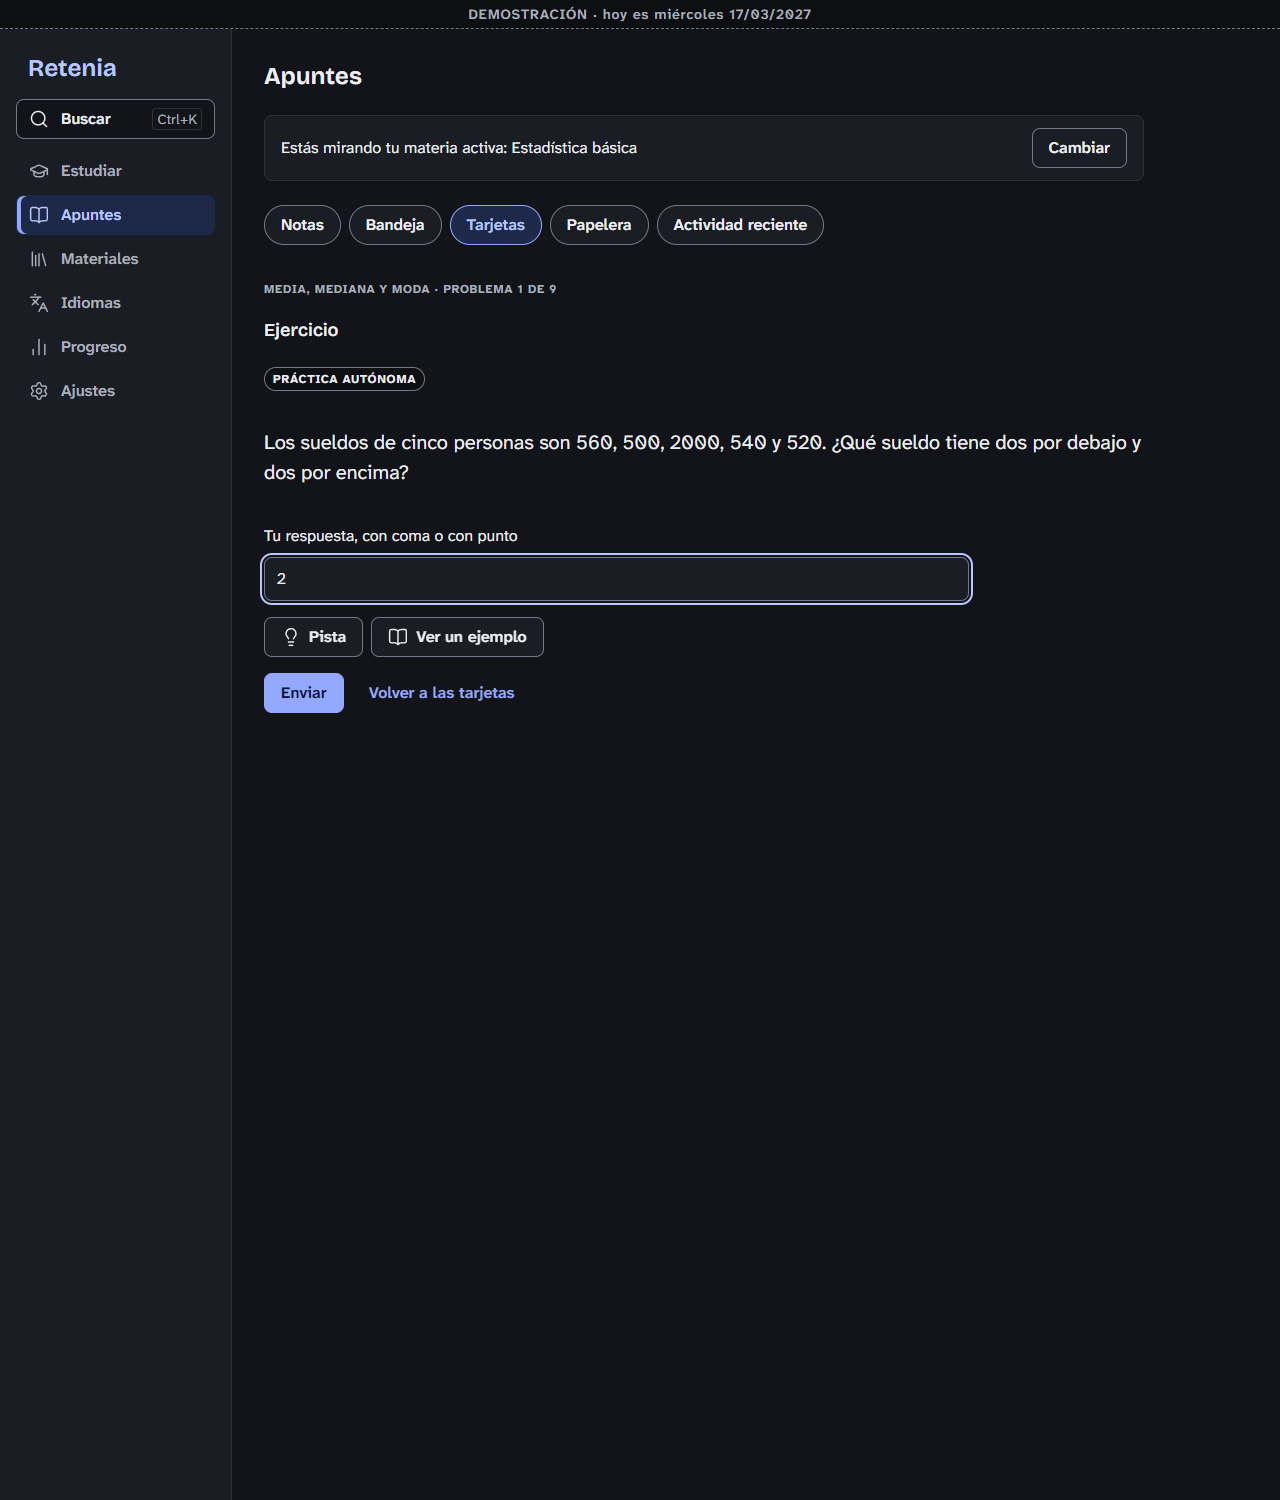 DEMOSTRACIÓN · hoy es miércoles 17/03/2027
Retenia
Buscar Ctrl+K
Estudiar
Apuntes
Materiales
Idiomas
Progreso
Ajustes
Apuntes
Estás mirando tu materia activa: Estadística básica
Cambiar
Notas Bandeja Tarjetas Papelera Actividad reciente
MEDIA, MEDIANA Y MODA · PROBLEMA 1 DE 9
Ejercicio
PRÁCTICA AUTÓNOMA
Los sueldos de cinco personas son 560, 500, 2000, 540 y 520. ¿Qué sueldo tiene dos por debajo y
dos por encima?
Tu respuesta, con coma o con punto
2
Pista Ver un ejemplo
Enviar Volver a las tarjetas